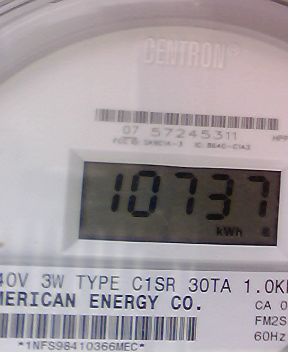 CENTRON®
07 57245311
10737
kWh
40V 3W TYPE C1SR 30TA 1.0K
MERICAN ENERGY CO. CA 0
FM2S
60Hz
*1NFS98410366MEC*